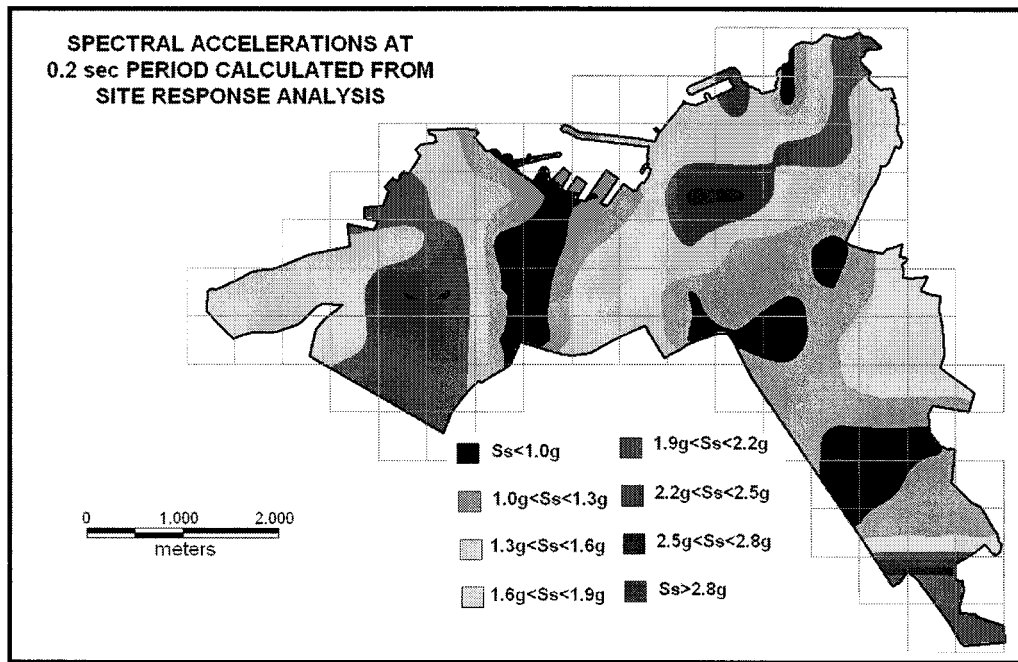 SPECTRAL ACCELERATIONS AT
0.2 sec PERIOD CALCULATED FROM
SITE RESPONSE ANALYSIS
Ss<1.0g
1.0g<Ss<1.3g
1.3g<Ss<1.6g
1.6g<Ss<1.9g
1.9g<Ss<2.2g
2.2g<Ss<2.5g
2.5g<Ss<2.8g
Ss>2.8g
0 1.000 2.000
meters